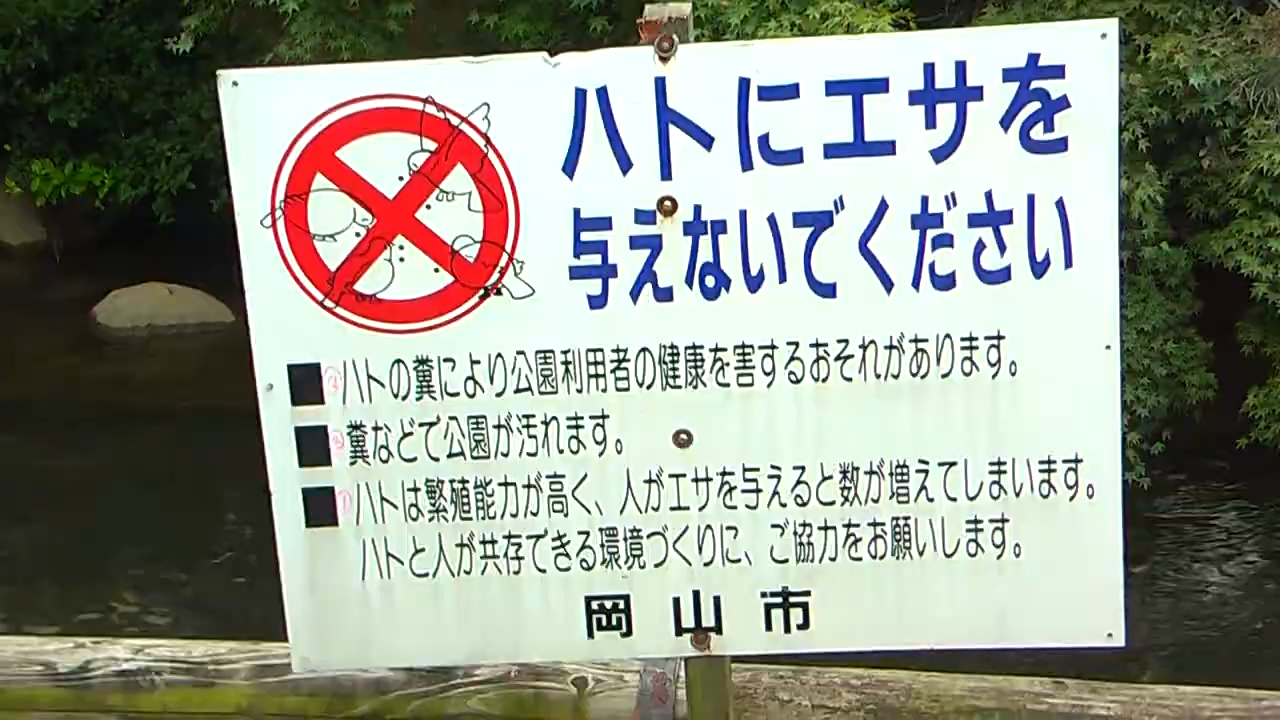 ハトにエサを
与えないでください
■ハトの糞により公園利用者の健康を害するおそれがあります。
■糞などで公園が汚れます。
■ハトは繁殖能力が高く、人がエサを与えると数が増えてしまいます。
ハトと人が共存できる環境づくりに、ご協力をお願いします。
岡山市